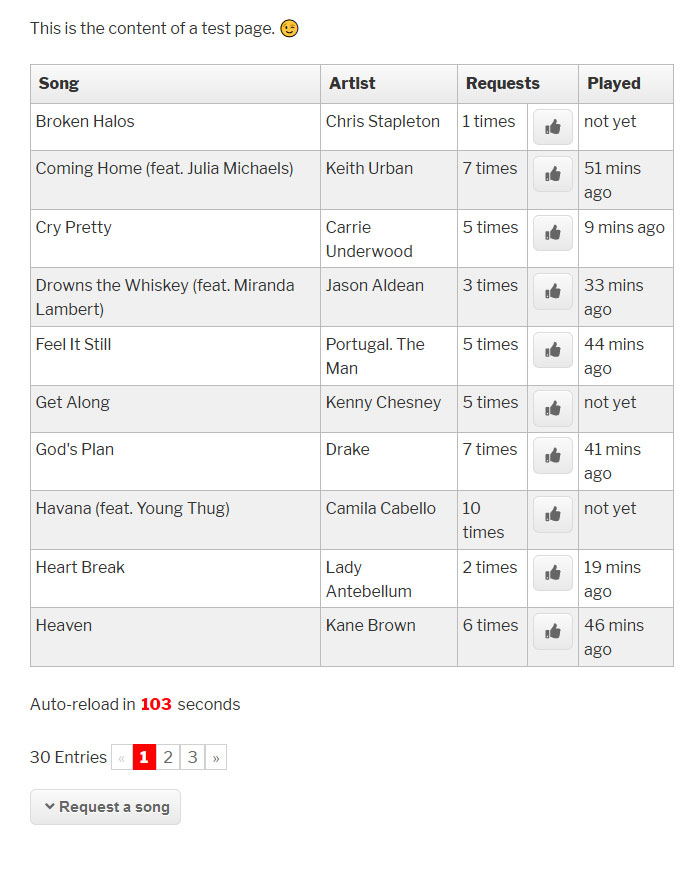 This is the content of a test page. 😉
Song Artist Requests Played
Broken Halos Chris Stapleton 1 times not yet
Coming Home (feat. Julia Michaels) Keith Urban 7 times 51 mins
ago
Cry Pretty Carrie 5 times 9 mins ago
Underwood
Drowns the Whiskey (feat. Miranda Jason Aldean 3 times 33 mins
Lambert) ago
Feel It Still Portugal. The 5 times 44 mins
Man ago
Get Along Kenny Chesney 5 times not yet
God's Plan Drake 7 times 41 mins
ago
Havana (feat. Young Thug) Camila Cabello 10 not yet
times
Heart Break Lady 2 times 19 mins
Antebellum ago
Heaven Kane Brown 6 times 46 mins
ago
Auto-reload in 103 seconds
30 Entries « 1 2 3 »
Request a song